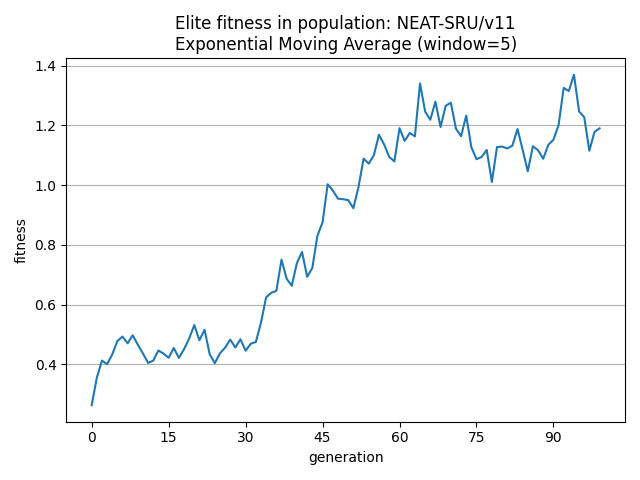 Elite fitness in population: NEAT-SRU/v11
Exponential Moving Average (window=5)
1.4
1.2
1.0
0.8
0.6
0.4
fitness
0 15 30 45 60 75 90
generation